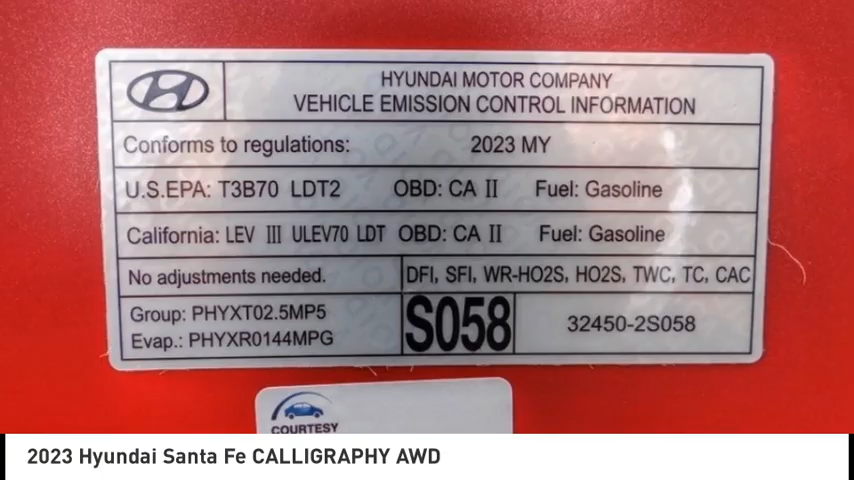 HYUNDAI MOTOR COMPANY
VEHICLE EMISSION CONTROL INFORMATION
Conforms to regulations: 2023 MY
U.S.EPA: T3B70 LDT2 OBD: CA II Fuel: Gasoline
California: LEV III ULEV70 LDT OBD: CA II Fuel: Gasoline
No adjustments needed. DFI, SFI, WR-HO2S, HO2S, TWC, TC, CAC
Group: PHYXT02.5MP5
Evap.: PHYXR0144MPG
S058
32450-2S058
COURTESY
2023 Hyundai Santa Fe CALLIGRAPHY AWD